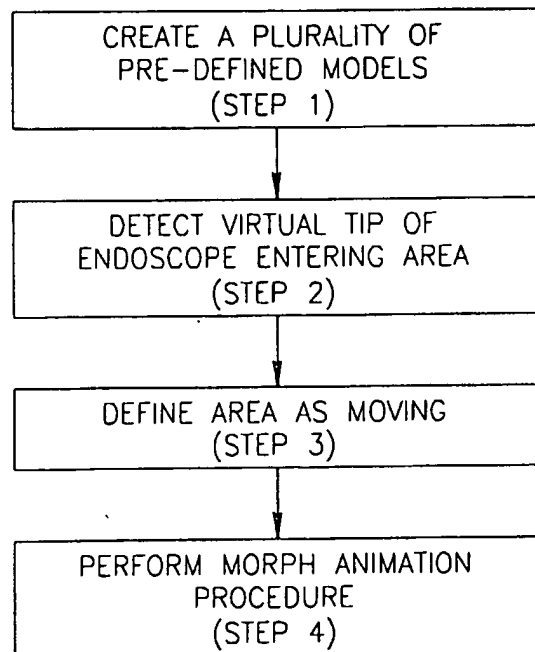 CREATE A PLURALITY OF
PRE-DEFINED MODELS
(STEP 1)
DETECT VIRTUAL TIP OF
ENDOSCOPE ENTERING AREA
(STEP 2)
DEFINE AREA AS MOVING
(STEP 3)
PERFORM MORPH ANIMATION
PROCEDURE
(STEP 4)